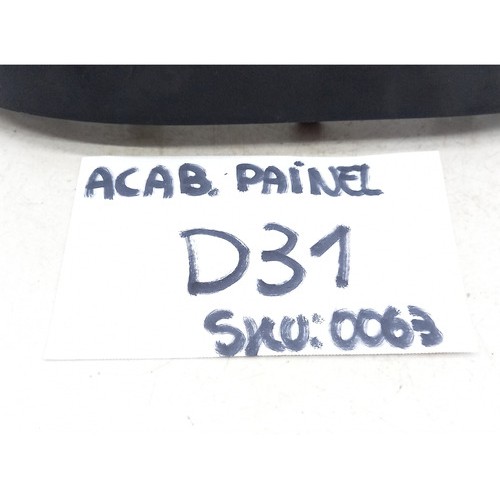 ACAB. PAiNEL
D31
SKU: 0063